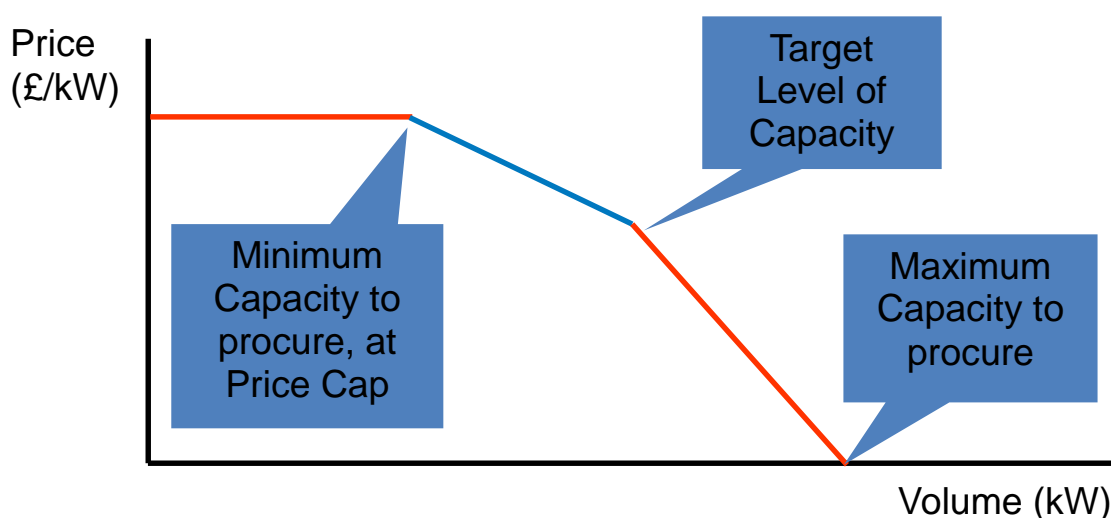 Price
(£/kW)
Target
Level of
Capacity
Minimum
Capacity to
procure, at
Price Cap
Maximum
Capacity to
procure
Volume (kW)